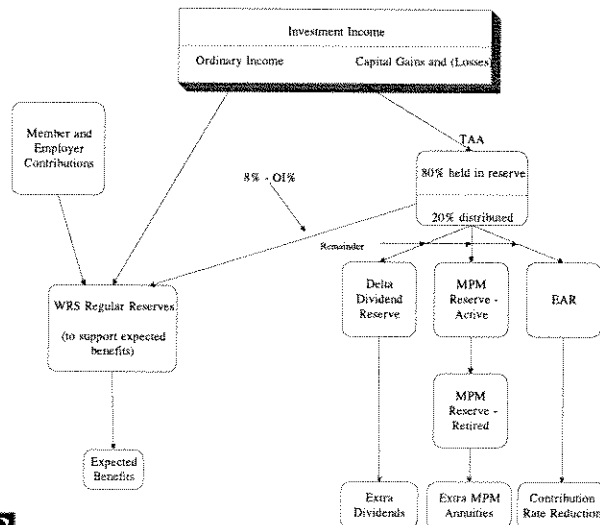 Investment Income
Ordinary Income
Capital Gains and (Losses)
Member and
Employer
Contributions
TAA
80% held in reserve
20% distributed
8% - OI%
Remainder
WRS Regular Reserves
(to support expected
benefits)
Delta
Dividend
Reserve
MPM
Reserve -
Active
EAR
MPM
Reserve -
Retired
Expected
Benefits
Extra
Dividends
Extra MPM
Annuities
Contribution
Rate Reduction